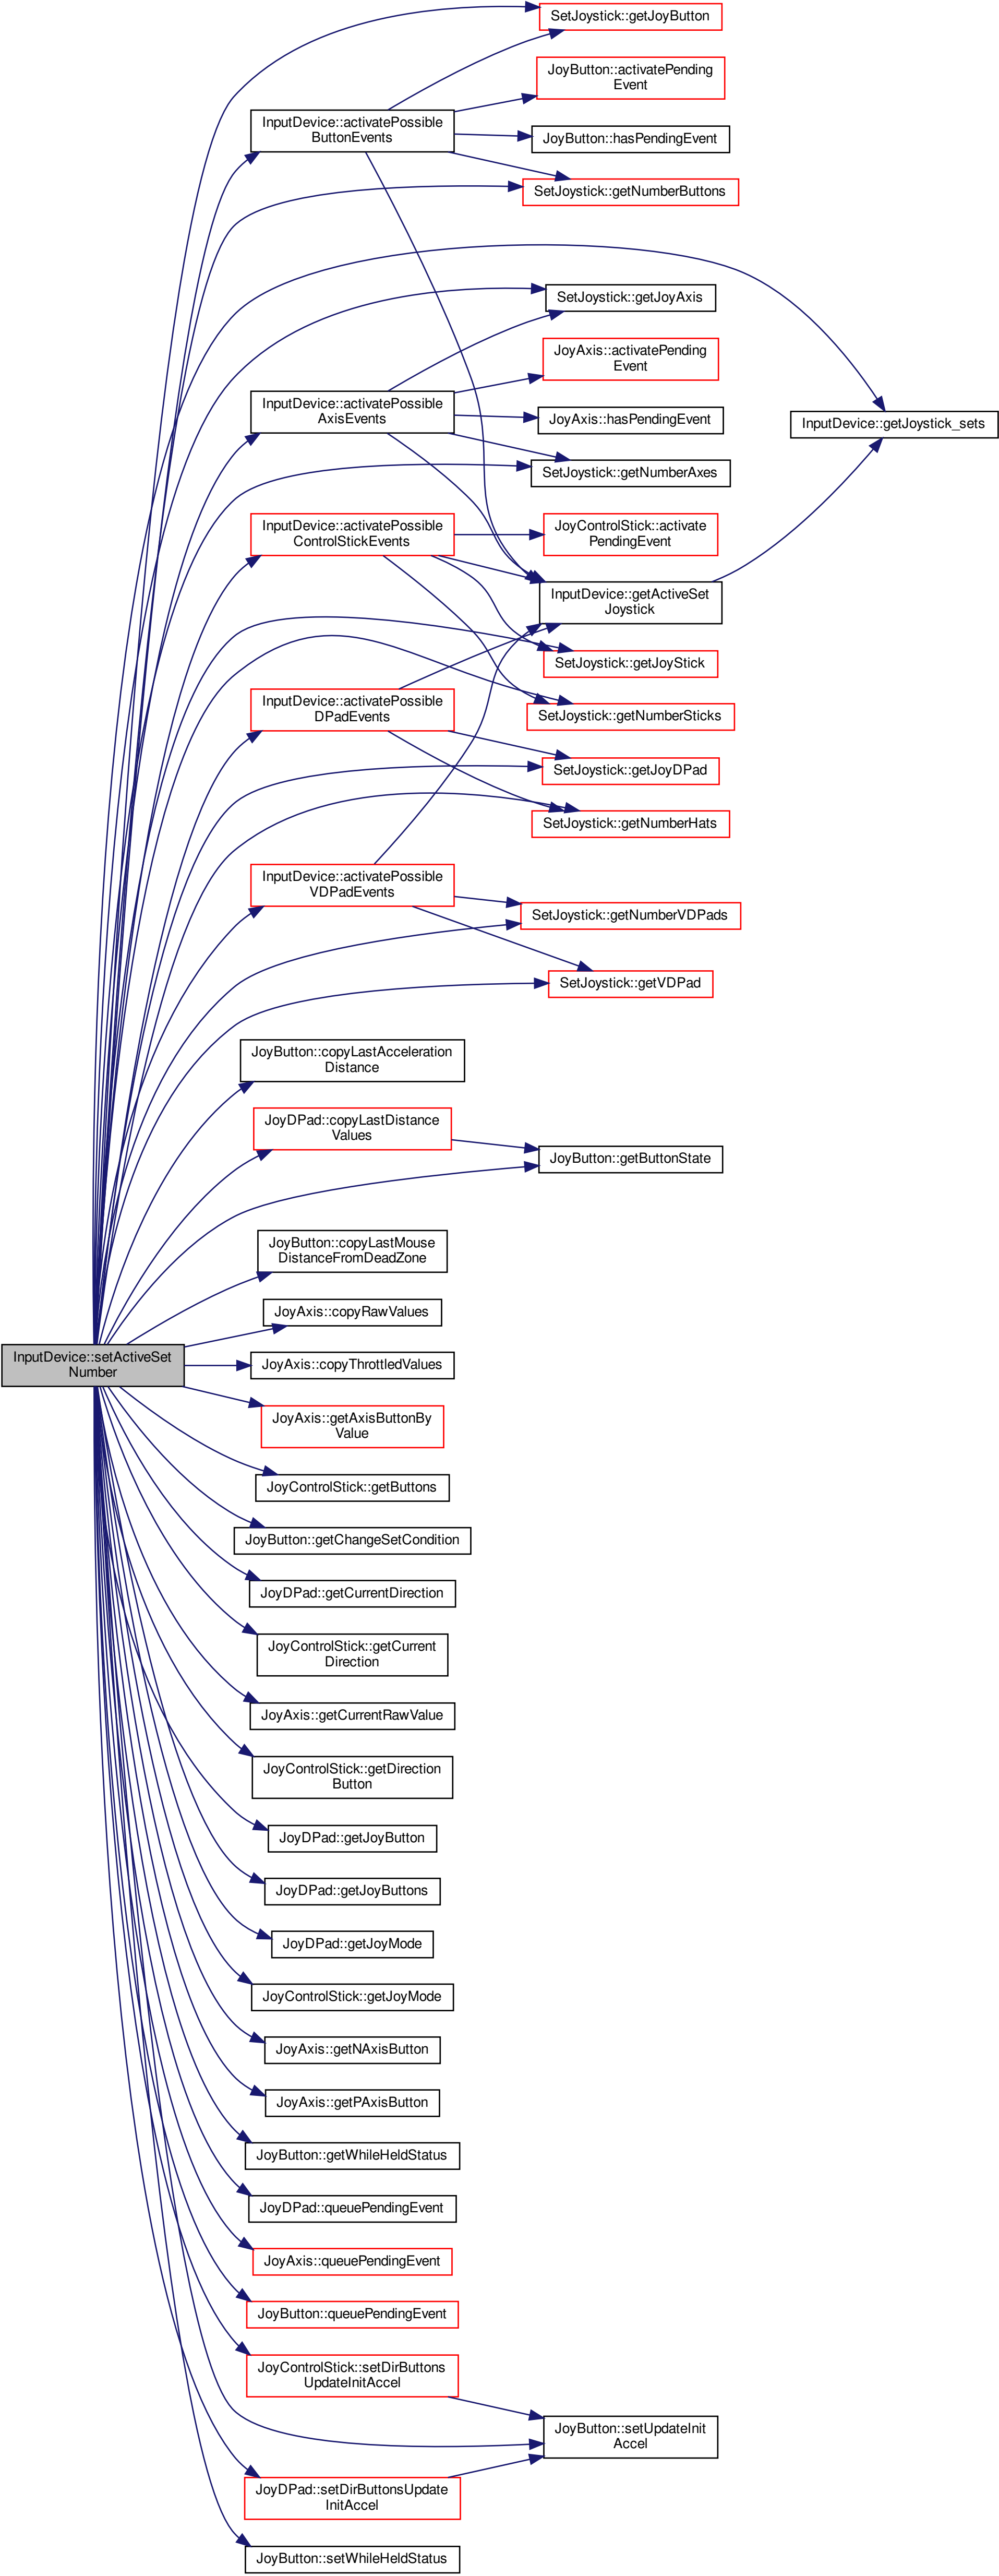 SetJoystick::getJoyButton
JoyButton::activatePending
Event
InputDevice::activatePossible
ButtonEvents
JoyButton::hasPendingEvent
SetJoystick::getNumberButtons
SetJoystick::getJoyAxis
JoyAxis::activatePending
Event
InputDevice::activatePossible
AxisEvents
JoyAxis::hasPendingEvent
InputDevice::getJoystick_sets
SetJoystick::getNumberAxes
InputDevice::activatePossible
ControlStickEvents
JoyControlStick::activate
PendingEvent
InputDevice::getActiveSet
Joystick
SetJoystick::getJoyStick
InputDevice::activatePossible
DPadEvents
SetJoystick::getNumberSticks
SetJoystick::getJoyDPad
SetJoystick::getNumberHats
InputDevice::activatePossible
VDPadEvents
SetJoystick::getNumberVDPads
SetJoystick::getVDPad
JoyButton::copyLastAcceleration
Distance
JoyDPad::copyLastDistance
Values
JoyButton::getButtonState
JoyButton::copyLastMouse
DistanceFromDeadZone
JoyAxis::copyRawValues
InputDevice::setActiveSet
Number
JoyAxis::copyThrottledValues
JoyAxis::getAxisButtonBy
Value
JoyControlStick::getButtons
JoyButton::getChangeSetCondition
JoyDPad::getCurrentDirection
JoyControlStick::getCurrent
Direction
JoyAxis::getCurrentRawValue
JoyControlStick::getDirection
Button
JoyDPad::getJoyButton
JoyDPad::getJoyButtons
JoyDPad::getJoyMode
JoyControlStick::getJoyMode
JoyAxis::getNAxisButton
JoyAxis::getPAxisButton
JoyButton::getWhileHeldStatus
JoyDPad::queuePendingEvent
JoyAxis::queuePendingEvent
JoyButton::queuePendingEvent
JoyControlStick::setDirButtons
UpdateInitAccel
JoyButton::setUpdateInit
Accel
JoyDPad::setDirButtonsUpdate
InitAccel
JoyButton::setWhileHeldStatus